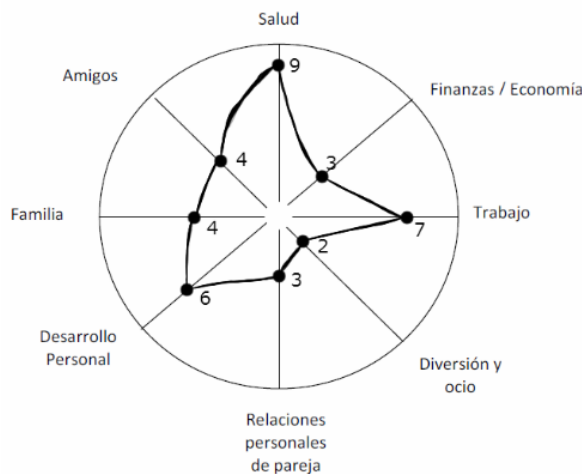 Salud
9
Amigos
Finanzas / Economía
4
3
Familia
4
7
Trabajo
2
6
3
Desarrollo
Personal
Diversión y
ocio
Relaciones
personales
de pareja